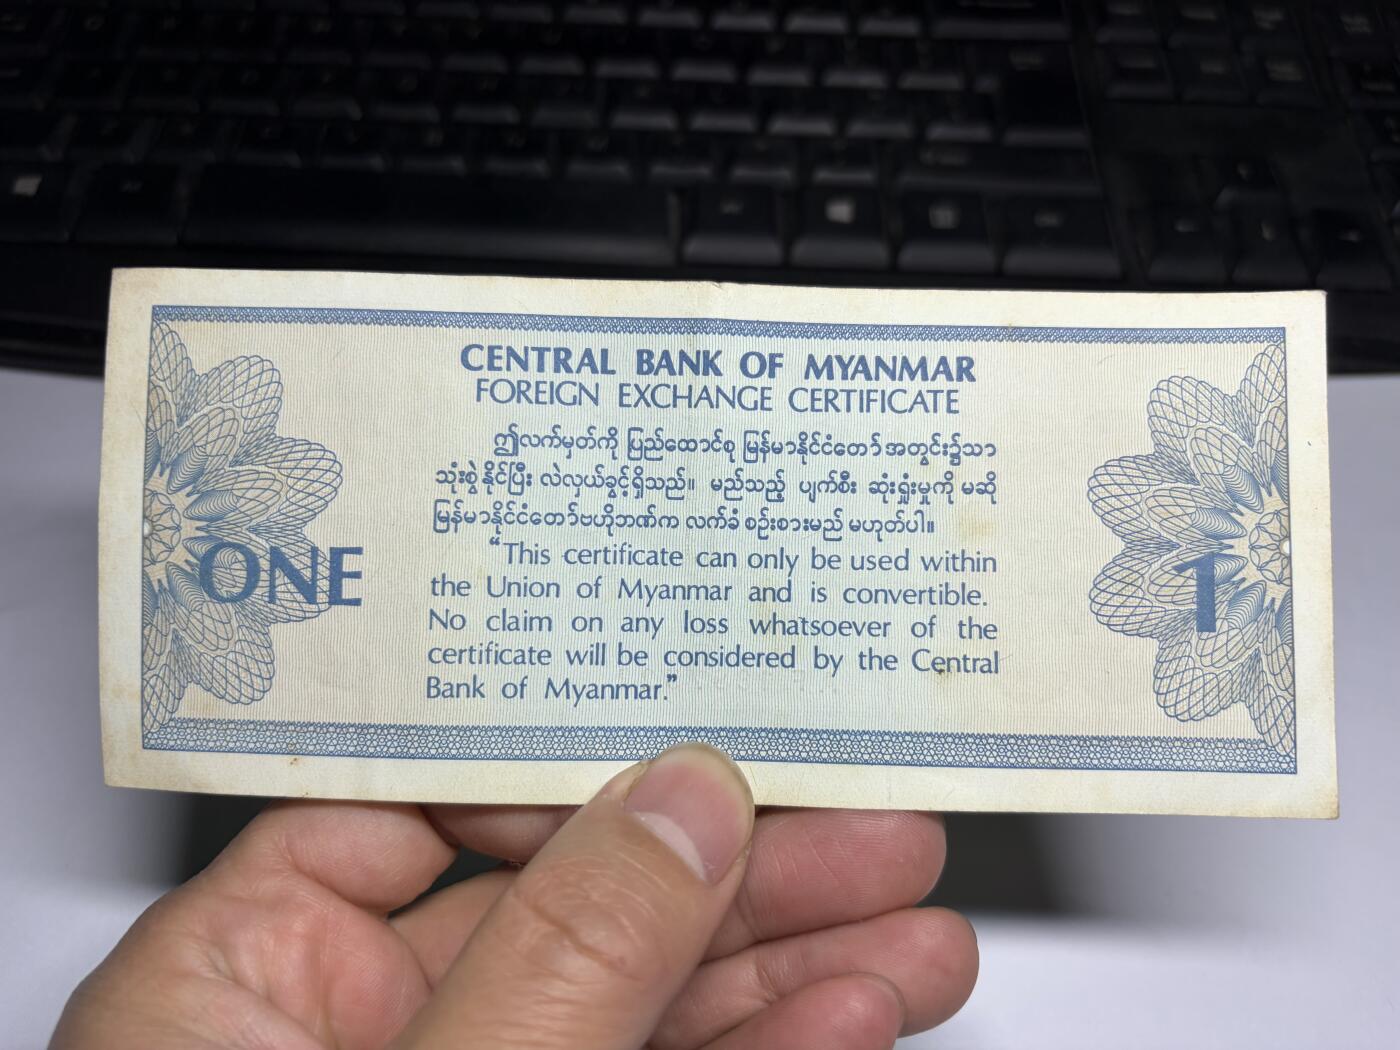 CENTRAL BANK OF MYANMAR
FOREIGN EXCHANGE CERTIFICATE
ဤလက်မှတ်ကို ပြည်ထောင်စု မြန်မာနိုင်ငံတော် အတွင်း၌သာ
သုံးစွဲ နိုင်ပြီး လဲလှယ်ခွင့်ရှိသည်။ မည်သည့် ပျက်စီး ဆုံးရှုံးမှုကို မဆို
မြန်မာနိုင်ငံတော်ဗဟိုဘဏ်က လက်ခံ စဉ်းစားမည် မဟုတ်ပါ။
ONE
1
“This certificate can only be used within
the Union of Myanmar and is convertible.
No claim on any loss whatsoever of the
certificate will be considered by the Central
Bank of Myanmar.”